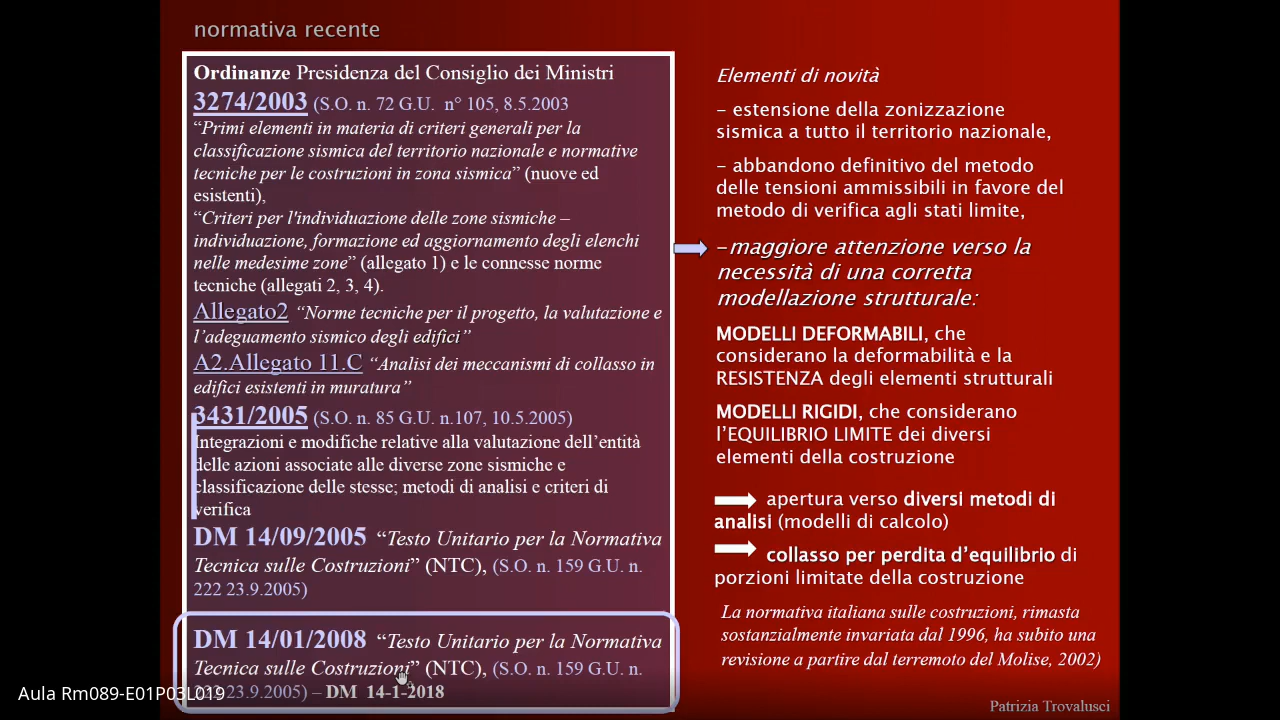 normativa recente
Ordinanze Presidenza del Consiglio dei Ministri
3274/2003 (S.O. n. 72 G.U. n° 105, 8.5.2003
“Primi elementi in materia di criteri generali per la
classificazione sismica del territorio nazionale e normative
tecniche per le costruzioni in zona sismica” (nuove ed
esistenti),
“Criteri per l'individuazione delle zone sismiche –
individuazione, formazione ed aggiornamento degli elenchi
nelle medesime zone” (allegato 1) e le connesse norme
tecniche (allegati 2, 3, 4).
Allegato2 “Norme tecniche per il progetto, la valutazione e
l’adeguamento sismico degli edifici”
A2.Allegato 11.C “Analisi dei meccanismi di collasso in
edifici esistenti in muratura”
3431/2005 (S.O. n. 85 G.U. n.107, 10.5.2005)
Integrazioni e modifiche relative alla valutazione dell’entità
delle azioni associate alle diverse zone sismiche e
classificazione delle stesse; metodi di analisi e criteri di
verifica
DM 14/09/2005 “Testo Unitario per la Normativa
Tecnica sulle Costruzioni” (NTC), (S.O. n. 159 G.U. n.
222 23.9.2005)
DM 14/01/2008 “Testo Unitario per la Normativa
Tecnica sulle Costruzioni” (NTC), (S.O. n. 159 G.U. n.
222 23.9.2005) – DM 14-1-2018
Elementi di novità
– estensione della zonizzazione
sismica a tutto il territorio nazionale,
– abbandono definitivo del metodo
delle tensioni ammissibili in favore del
metodo di verifica agli stati limite,
–maggiore attenzione verso la
necessità di una corretta
modellazione strutturale:
MODELLI DEFORMABILI, che
considerano la deformabilità e la
RESISTENZA degli elementi strutturali
MODELLI RIGIDI, che considerano
l’EQUILIBRIO LIMITE dei diversi
elementi della costruzione
apertura verso diversi metodi di
analisi (modelli di calcolo)
collasso per perdita d’equilibrio di
porzioni limitate della costruzione
La normativa italiana sulle costruzioni, rimasta
sostanzialmente invariata dal 1996, ha subito una
revisione a partire dal terremoto del Molise, 2002)
Patrizia Trovalusci
Aula Rm089-E01P03L019